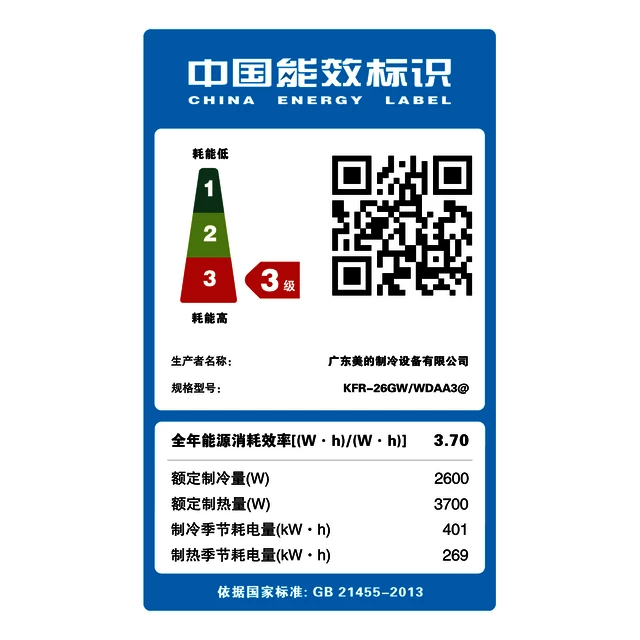 中国能效标识
CHINA ENERGY LABEL
耗能低
1
2
3
3级
耗能高
生产者名称: 广东美的制冷设备有限公司
规格型号: KFR-26GW/WDAA3@
全年能源消耗效率[(W·h)/(W·h)] 3.70
额定制冷量(W) 2600
额定制热量(W) 3700
制冷季节耗电量(kW·h) 401
制热季节耗电量(kW·h) 269
依据国家标准: GB 21455-2013